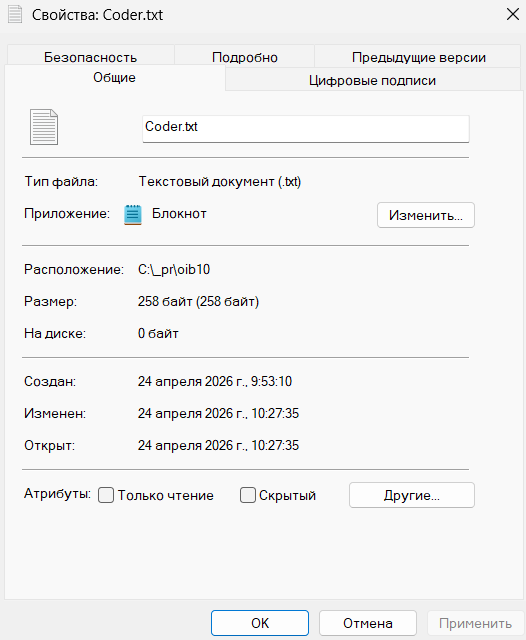 Свойства: Coder.txt
Безопасность Подробно Предыдущие версии
Общие Цифровые подписи
Coder.txt
Тип файла: Текстовый документ (.txt)
Приложение: Блокнот Изменить...
Расположение: C:\_pr\oib10
Размер: 258 байт (258 байт)
На диске: 0 байт
Создан: 24 апреля 2026 г., 9:53:10
Изменен: 24 апреля 2026 г., 10:27:35
Открыт: 24 апреля 2026 г., 10:27:35
Атрибуты: Только чтение Скрытый Другие...
OK Отмена Применить